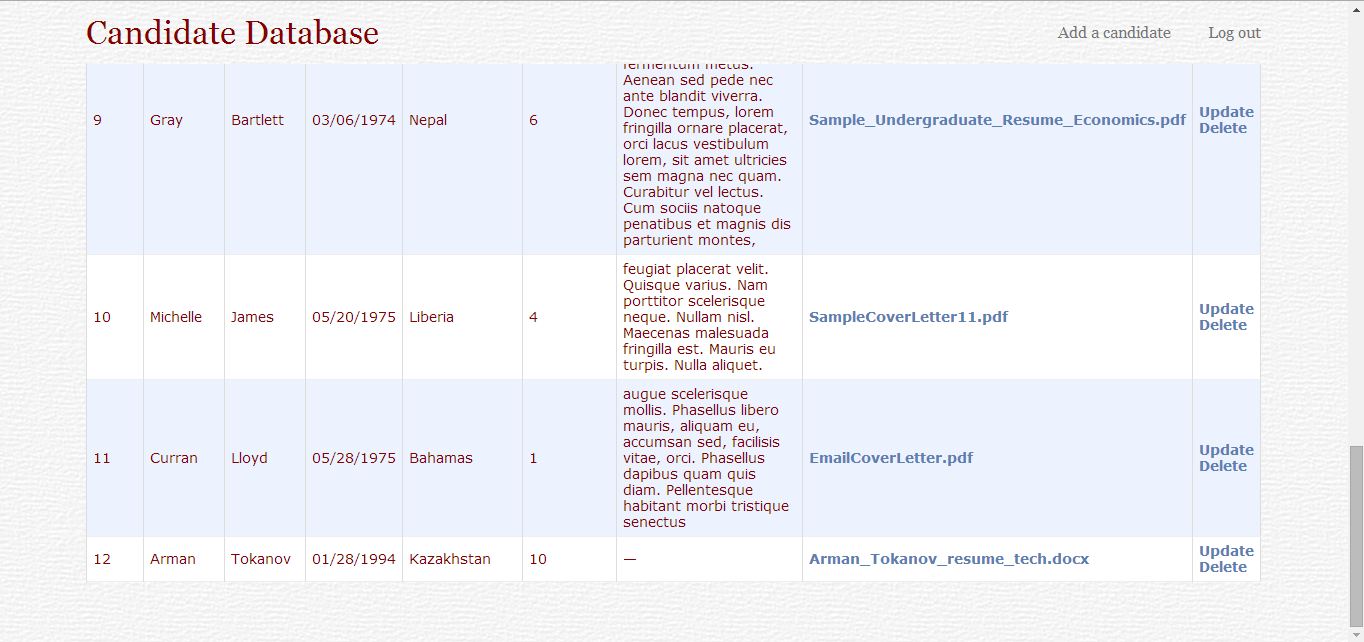 Candidate Database
Add a candidate
Log out
fermentum metus.
Aenean sed pede nec
ante blandit viverra.
Donec tempus, lorem
fringilla ornare placerat,
orci lacus vestibulum
lorem, sit amet ultricies
sem magna nec quam.
Curabitur vel lectus.
Cum sociis natoque
penatibus et magnis dis
parturient montes,
9 Gray Bartlett 03/06/1974 Nepal 6
Sample_Undergraduate_Resume_Economics.pdf
Update
Delete
10 Michelle James 05/20/1975 Liberia 4
feugiat placerat velit.
Quisque varius. Nam
porttitor scelerisque
neque. Nullam nisl.
Maecenas malesuada
fringilla est. Mauris eu
turpis. Nulla aliquet.
SampleCoverLetter11.pdf
Update
Delete
11 Curran Lloyd 05/28/1975 Bahamas 1
augue scelerisque
mollis. Phasellus libero
mauris, aliquam eu,
accumsan sed, facilisis
vitae, orci. Phasellus
dapibus quam quis
diam. Pellentesque
habitant morbi tristique
senectus
EmailCoverLetter.pdf
Update
Delete
12 Arman Tokanov 01/28/1994 Kazakhstan 10 — Arman_Tokanov_resume_tech.docx
Update
Delete